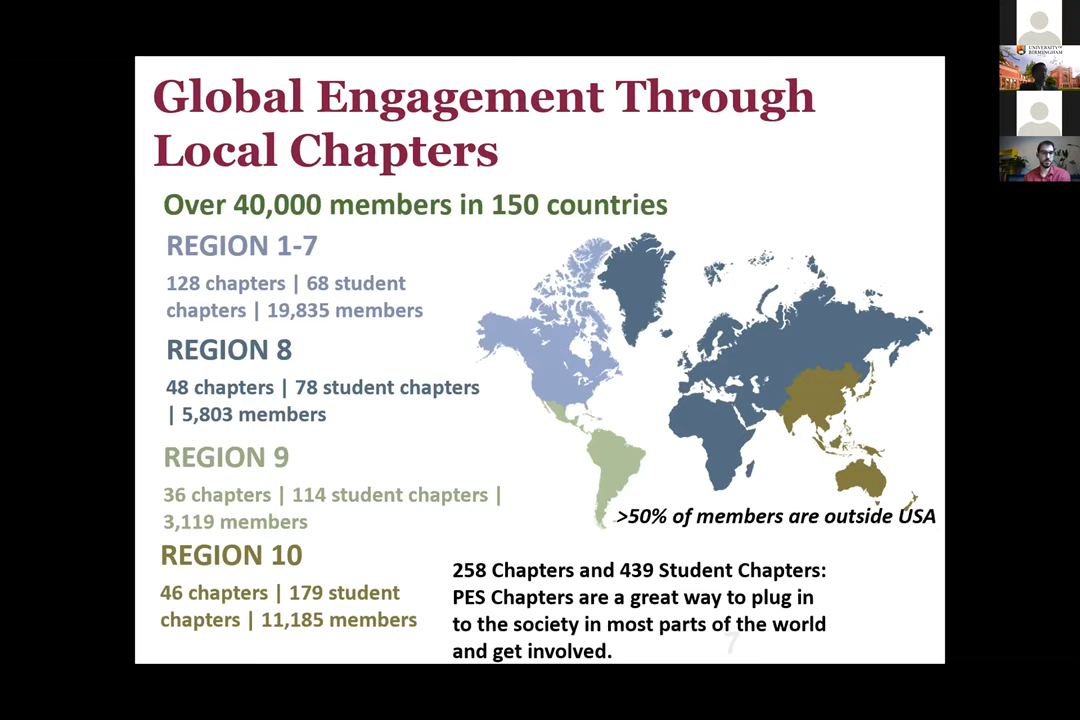 Global Engagement Through
Local Chapters
Over 40,000 members in 150 countries
REGION 1-7
128 chapters | 68 student
chapters | 19,835 members
REGION 8
48 chapters | 78 student chapters
| 5,803 members
REGION 9
36 chapters | 114 student chapters |
3,119 members
>50% of members are outside USA
REGION 10
46 chapters | 179 student
chapters | 11,185 members
258 Chapters and 439 Student Chapters:
PES Chapters are a great way to plug in
to the society in most parts of the world
and get involved.
7
UNIVERSITY OF
BIRMINGHAM